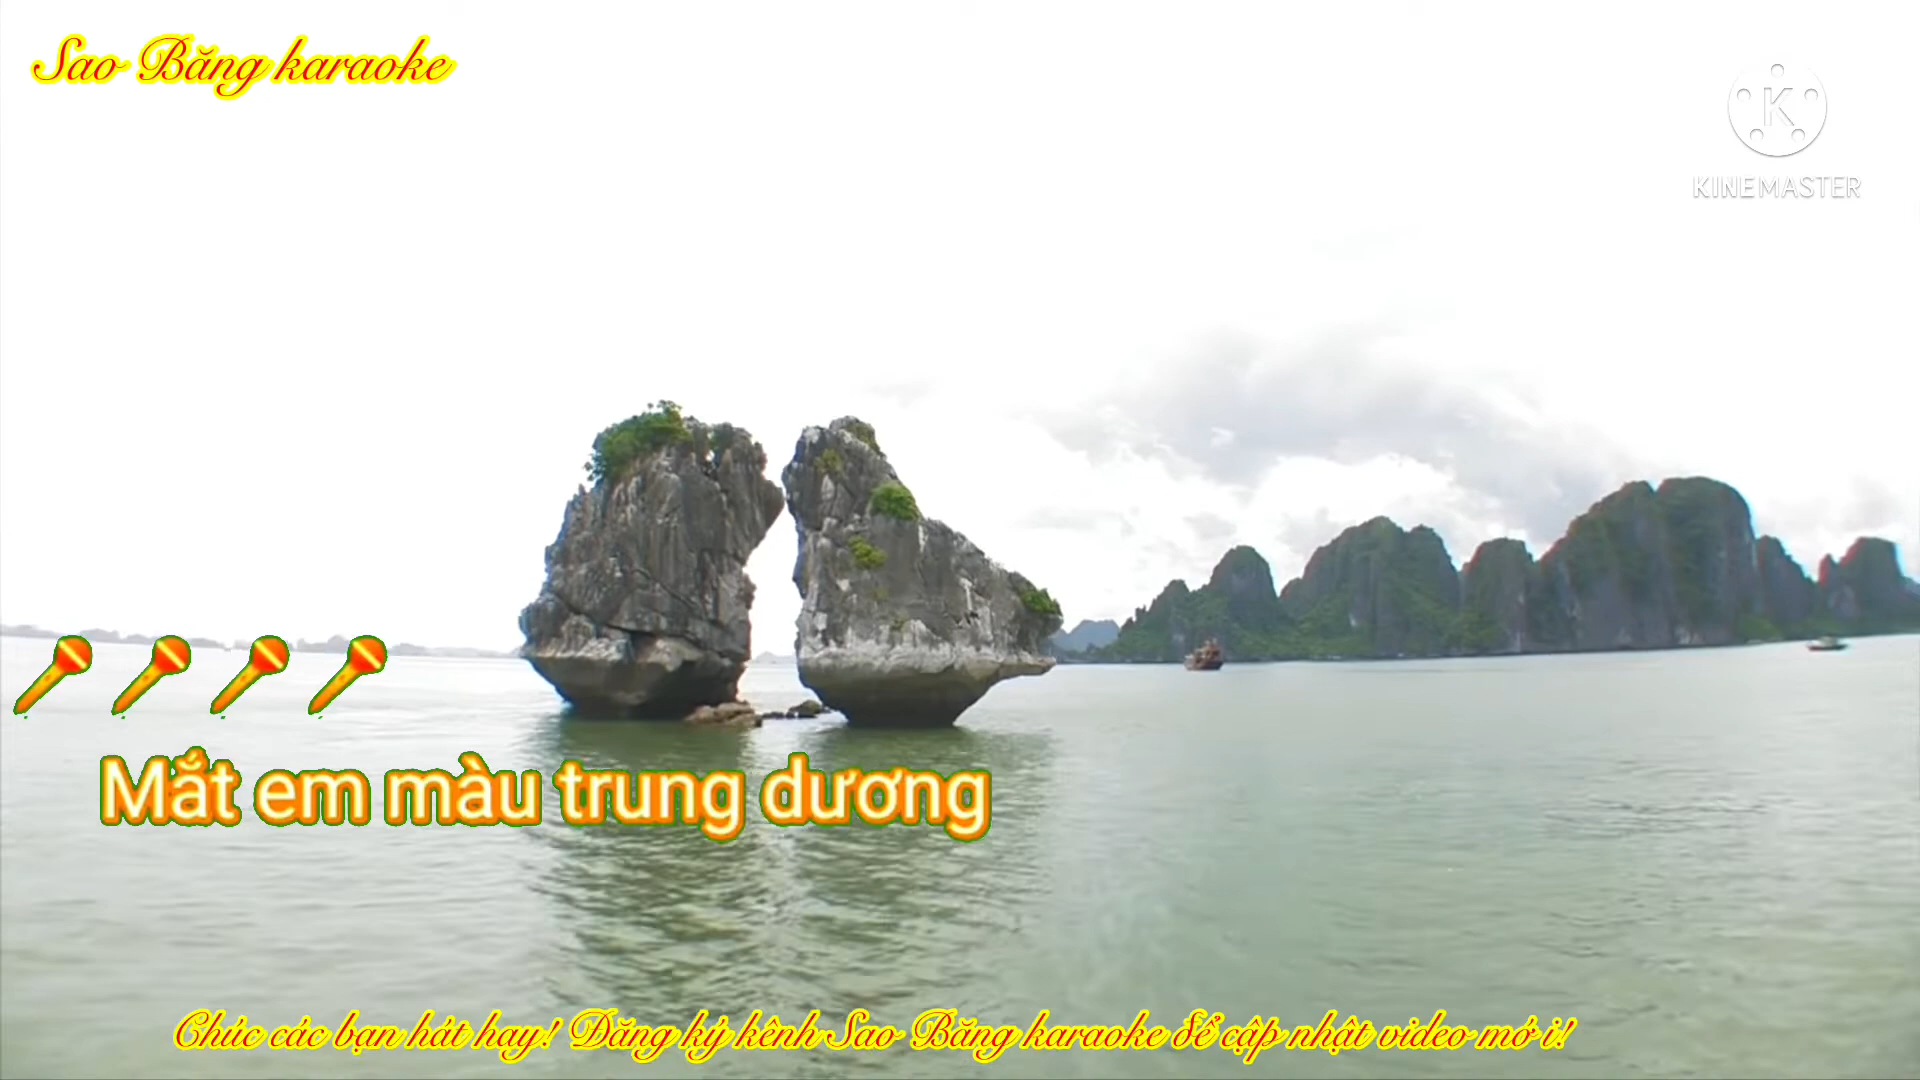 Sao Băng karaoke
K
KINEMASTER
Mắt em màu trung dương
Chúc các bạn hát hay! Đăng ký kênh Sao Băng karaoke để cập nhật video mới!